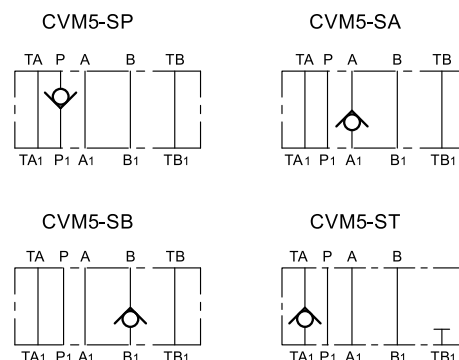 CVM5-SP
TA P A B TB
TA1 P1 A1 B1 TB1
CVM5-SA
TA P A B TB
TA1 P1 A1 B1 TB1
CVM5-SB
TA P A B TB
TA1 P1 A1 B1 TB1
CVM5-ST
TA P A B TB
TA1 P1 A1 B1 TB1